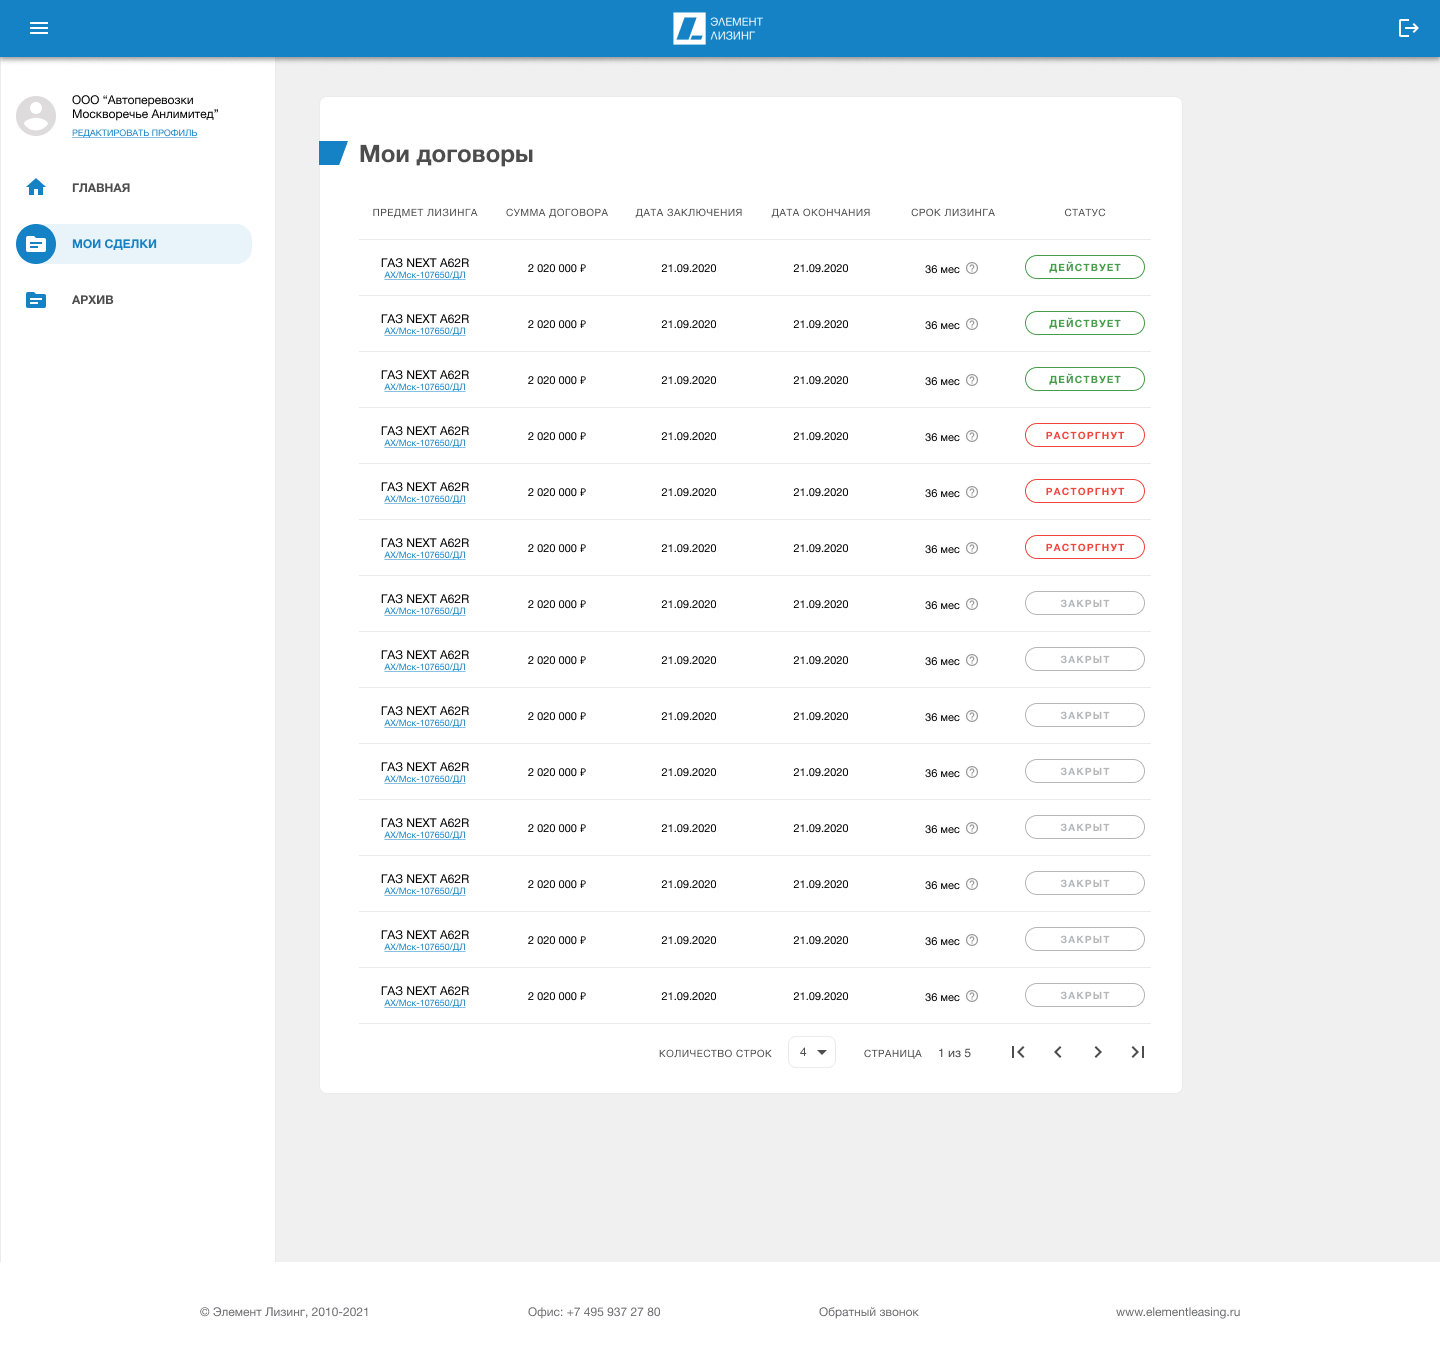 ЭЛЕМЕНТ
ЛИЗИНГ
ООО “Автоперевозки
Москворечье Анлимитед”
РЕДАКТИРОВАТЬ ПРОФИЛЬ
ГЛАВНАЯ
МОИ СДЕЛКИ
АРХИВ
Мои договоры
ПРЕДМЕТ ЛИЗИНГА СУММА ДОГОВОРА ДАТА ЗАКЛЮЧЕНИЯ ДАТА ОКОНЧАНИЯ СРОК ЛИЗИНГА СТАТУС
ГАЗ NEXT A62R
АХ/Мск-107650/ДЛ
2 020 000 ₽ 21.09.2020 21.09.2020 36 мес ДЕЙСТВУЕТ
ГАЗ NEXT A62R
АХ/Мск-107650/ДЛ
2 020 000 ₽ 21.09.2020 21.09.2020 36 мес ДЕЙСТВУЕТ
ГАЗ NEXT A62R
АХ/Мск-107650/ДЛ
2 020 000 ₽ 21.09.2020 21.09.2020 36 мес ДЕЙСТВУЕТ
ГАЗ NEXT A62R
АХ/Мск-107650/ДЛ
2 020 000 ₽ 21.09.2020 21.09.2020 36 мес РАСТОРГНУТ
ГАЗ NEXT A62R
АХ/Мск-107650/ДЛ
2 020 000 ₽ 21.09.2020 21.09.2020 36 мес РАСТОРГНУТ
ГАЗ NEXT A62R
АХ/Мск-107650/ДЛ
2 020 000 ₽ 21.09.2020 21.09.2020 36 мес РАСТОРГНУТ
ГАЗ NEXT A62R
АХ/Мск-107650/ДЛ
2 020 000 ₽ 21.09.2020 21.09.2020 36 мес ЗАКРЫТ
ГАЗ NEXT A62R
АХ/Мск-107650/ДЛ
2 020 000 ₽ 21.09.2020 21.09.2020 36 мес ЗАКРЫТ
ГАЗ NEXT A62R
АХ/Мск-107650/ДЛ
2 020 000 ₽ 21.09.2020 21.09.2020 36 мес ЗАКРЫТ
ГАЗ NEXT A62R
АХ/Мск-107650/ДЛ
2 020 000 ₽ 21.09.2020 21.09.2020 36 мес ЗАКРЫТ
ГАЗ NEXT A62R
АХ/Мск-107650/ДЛ
2 020 000 ₽ 21.09.2020 21.09.2020 36 мес ЗАКРЫТ
ГАЗ NEXT A62R
АХ/Мск-107650/ДЛ
2 020 000 ₽ 21.09.2020 21.09.2020 36 мес ЗАКРЫТ
ГАЗ NEXT A62R
АХ/Мск-107650/ДЛ
2 020 000 ₽ 21.09.2020 21.09.2020 36 мес ЗАКРЫТ
ГАЗ NEXT A62R
АХ/Мск-107650/ДЛ
2 020 000 ₽ 21.09.2020 21.09.2020 36 мес ЗАКРЫТ
КОЛИЧЕСТВО СТРОК 4 СТРАНИЦА 1 из 5
© Элемент Лизинг, 2010-2021 Офис: +7 495 937 27 80 Обратный звонок www.elementleasing.ru